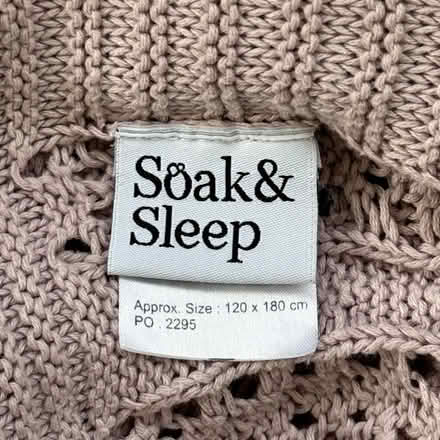 Soak&
Sleep
Approx. Size : 120 x 180 cm
PO . 2295